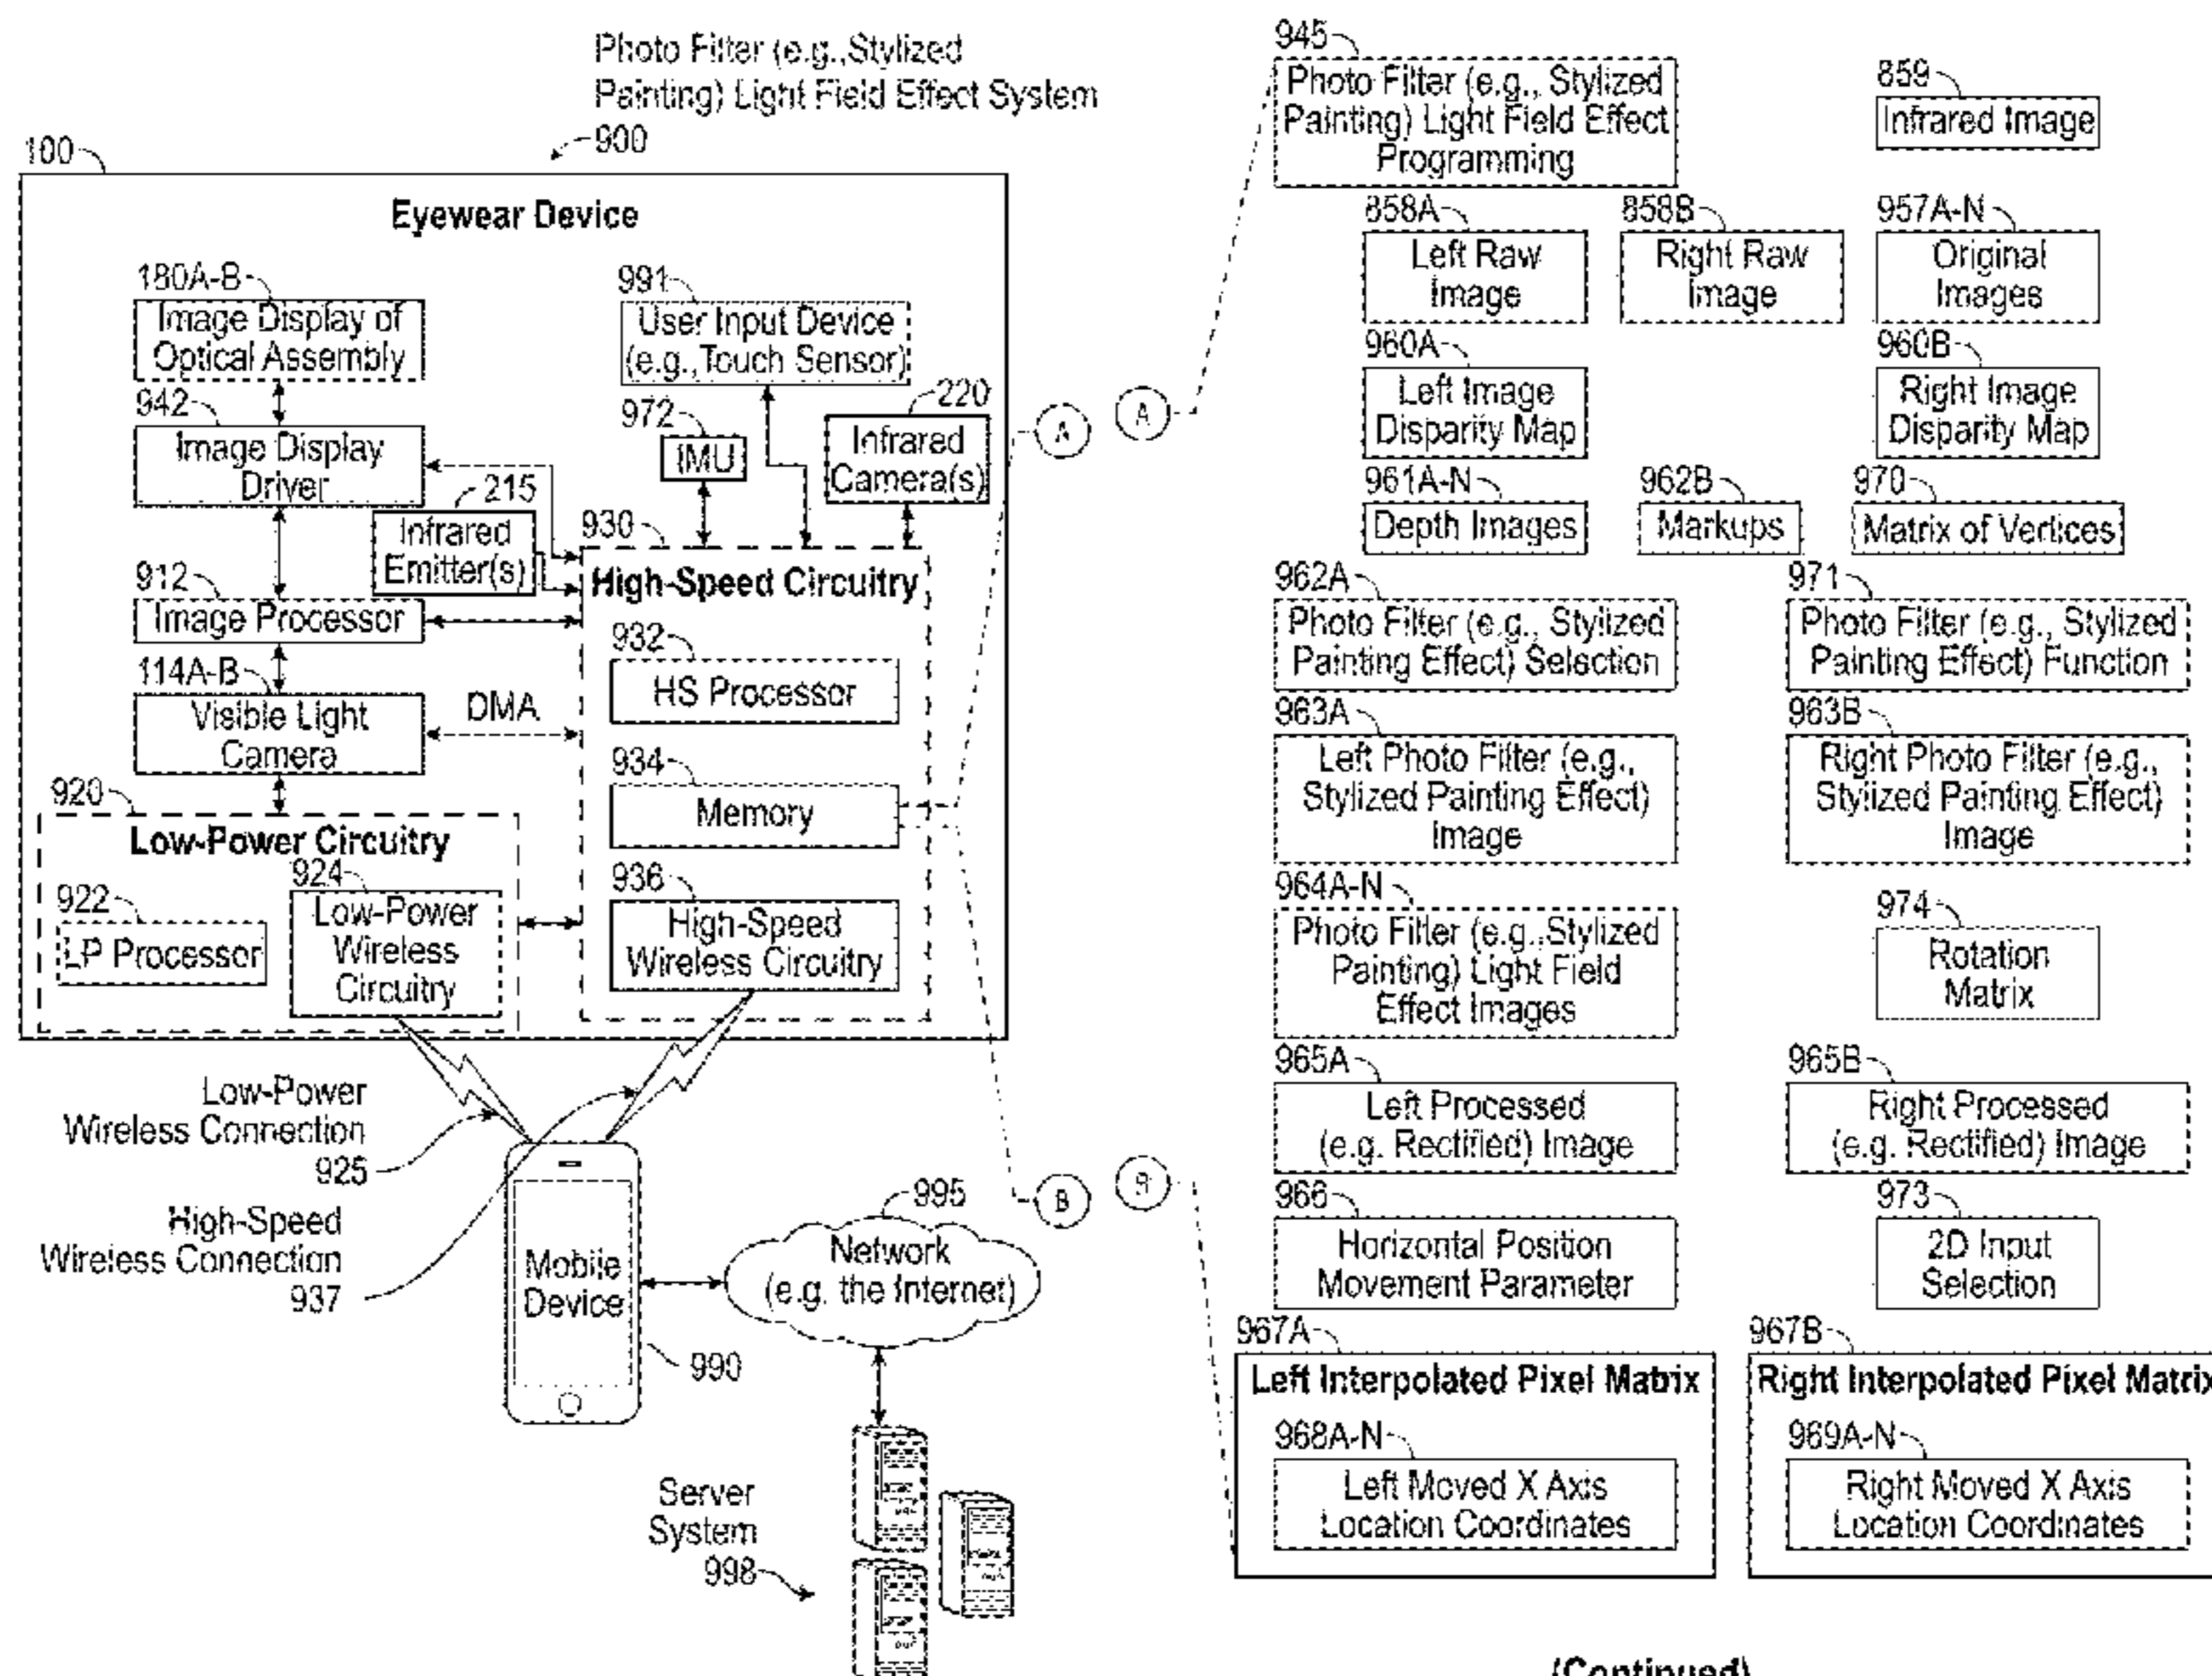 Photo Filter (e.g.,Stylized
Painting) Light Field Effect System
900
100
Eyewear Device
180A-B
Image Display of
Optical Assembly
942
Image Display
Driver
215
Infrared
Emitter(s)
912
Image Processor
114A-B
Visible Light
Camera
DMA
991
User Input Device
(e.g.,Touch Sensor)
972
IMU
220
Infrared
Camera(s)
930
High-Speed Circuitry
932
HS Processor
934
Memory
936
High-Speed
Wireless Circuitry
920
Low-Power Circuitry
922
LP Processor
924
Low-Power
Wireless
Circuitry
Low-Power
Wireless Connection
925
High-Speed
Wireless Connection
937
Mobile
Device
990
995
Network
(e.g. the Internet)
Server
System
998
A
A
B
945
Photo Filter (e.g., Stylized
Painting) Light Field Effect
Programming
859
Infrared Image
858A
Left Raw
Image
858B
Right Raw
Image
957A-N
Original
Images
960A
Left Image
Disparity Map
960B
Right Image
Disparity Map
961A-N
Depth Images
962B
Markups
970
Matrix of Vertices
962A
Photo Filter (e.g., Stylized
Painting Effect) Selection
971
Photo Filter (e.g., Stylized
Painting Effect) Function
963A
Left Photo Filter (e.g.,
Stylized Painting Effect)
Image
963B
Right Photo Filter (e.g.,
Stylized Painting Effect)
Image
964A-N
Photo Filter (e.g.,Stylized
Painting) Light Field
Effect Images
974
Rotation
Matrix
965A
Left Processed
(e.g. Rectified) Image
965B
Right Processed
(e.g. Rectified) Image
966
Horizontal Position
Movement Parameter
973
2D Input
Selection
967A
Left Interpolated Pixel Matrix
968A-N
Left Moved X Axis
Location Coordinates
967B
Right Interpolated Pixel Matrix
969A-N
Right Moved X Axis
Location Coordinates
(Continued)